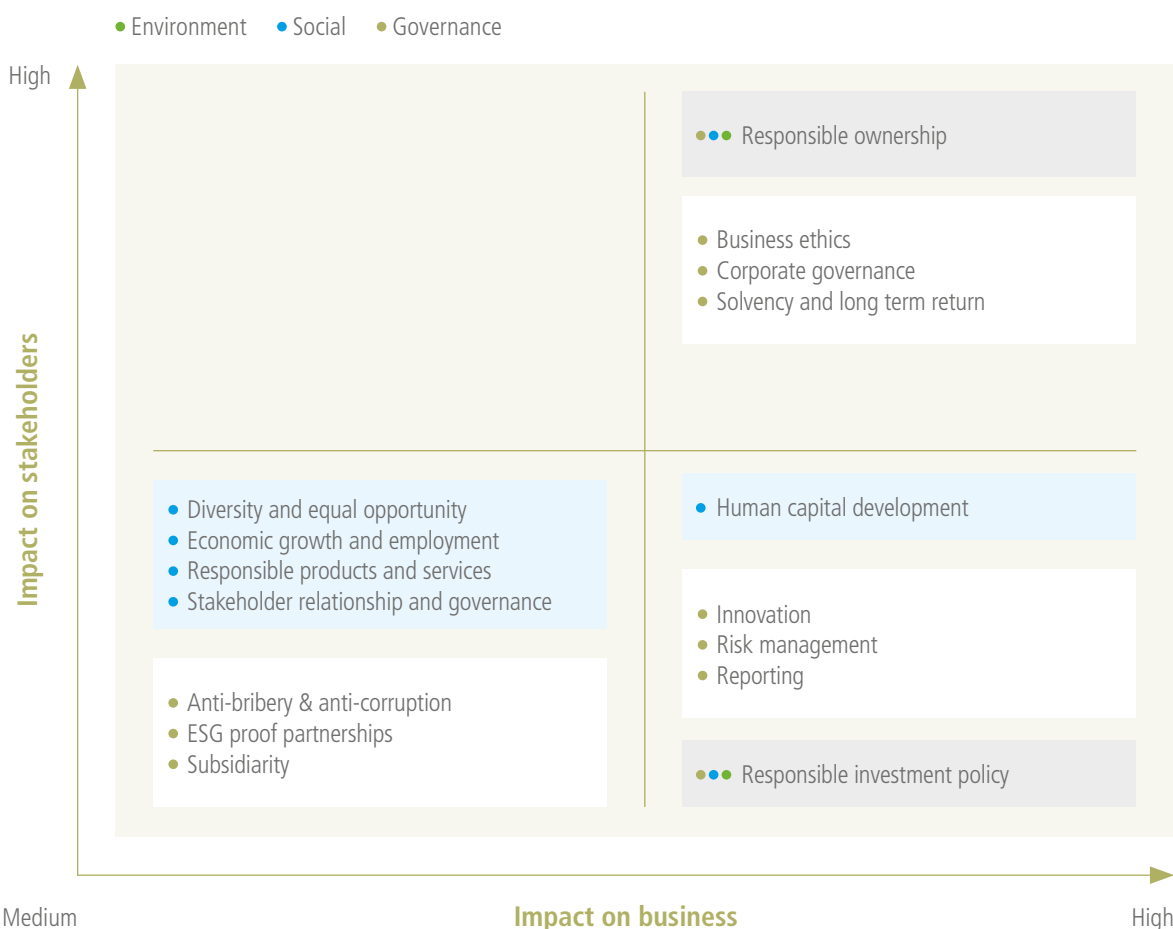 Environment
Social
Governance
High
Impact on stakeholders
Responsible ownership
Business ethics
Corporate governance
Solvency and long term return
Diversity and equal opportunity
Economic growth and employment
Responsible products and services
Stakeholder relationship and governance
Anti-bribery & anti-corruption
ESG proof partnerships
Subsidiarity
Human capital development
Innovation
Risk management
Reporting
Responsible investment policy
Medium
Impact on business
High